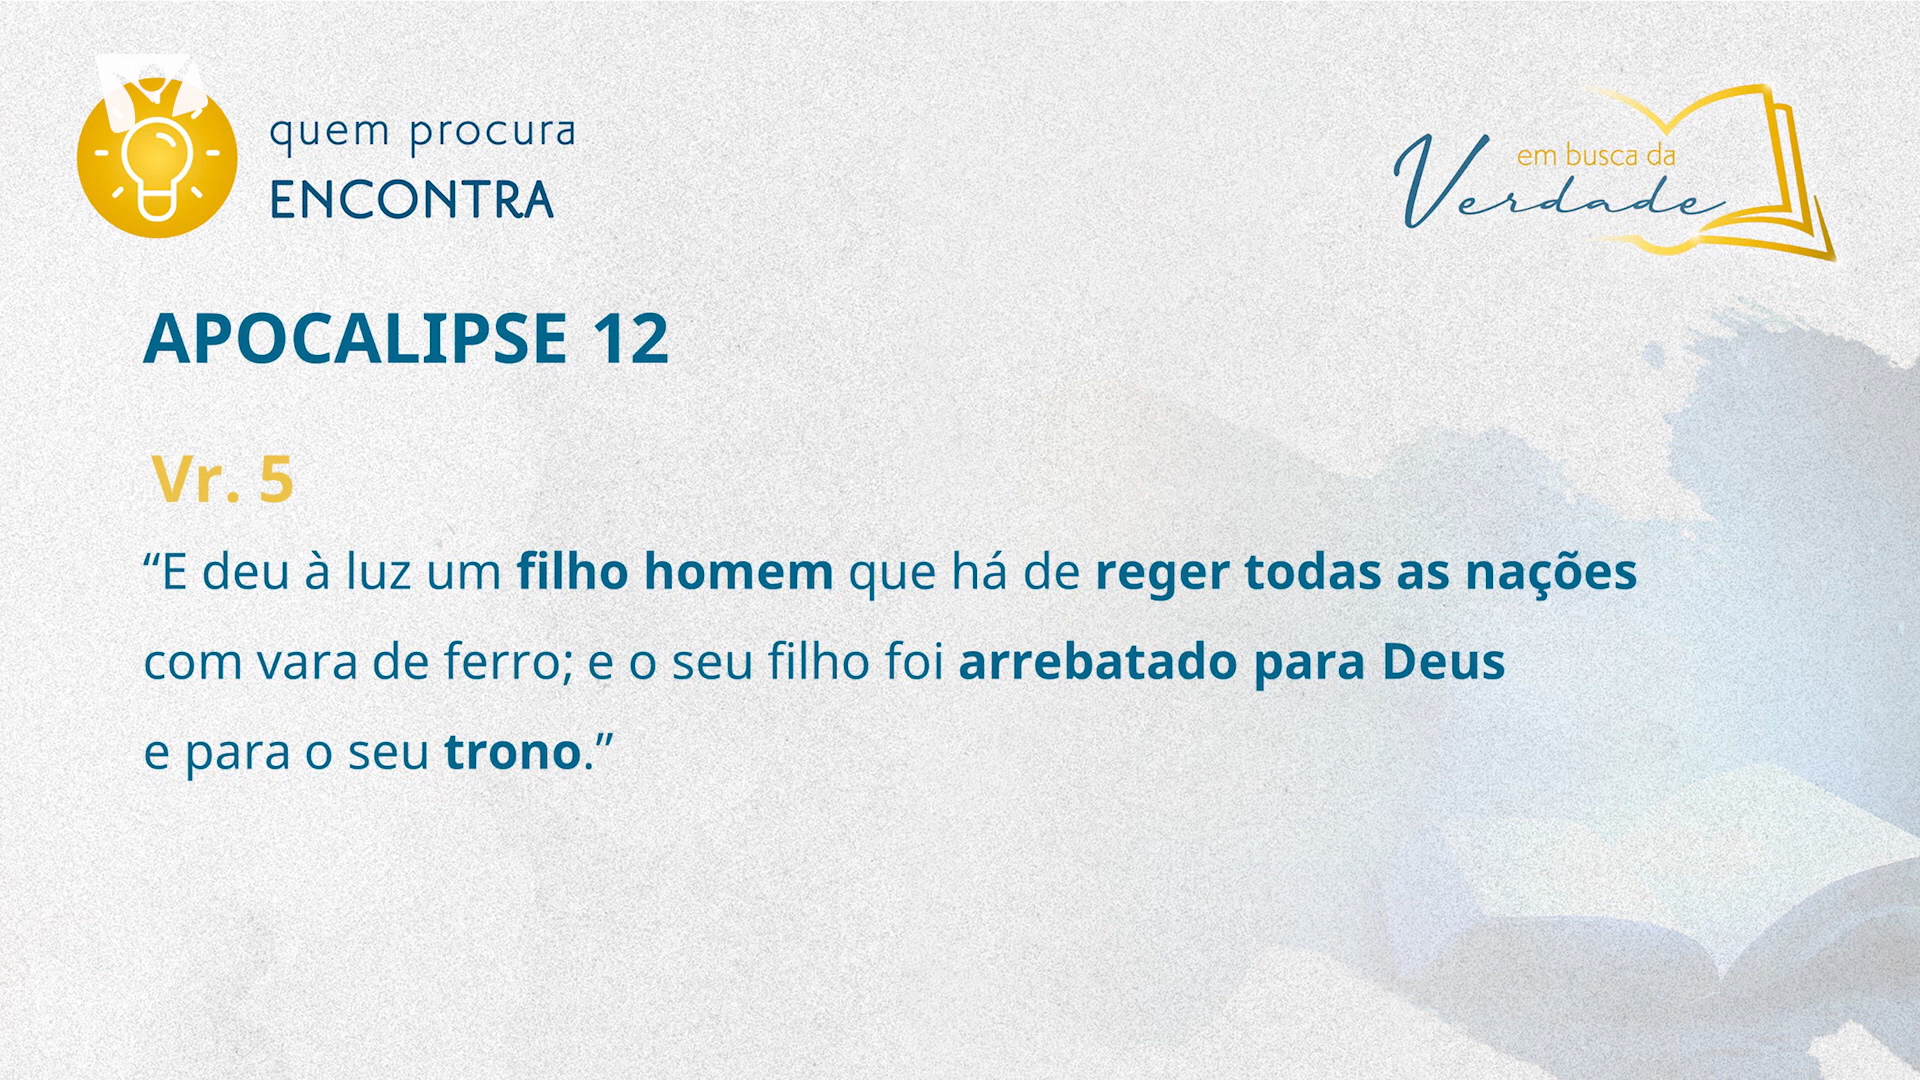 quem procura
ENCONTRA
em busca da
Verdade
APOCALIPSE 12
Vr. 5
“E deu à luz um filho homem que há de reger todas as nações
com vara de ferro; e o seu filho foi arrebatado para Deus
e para o seu trono.”